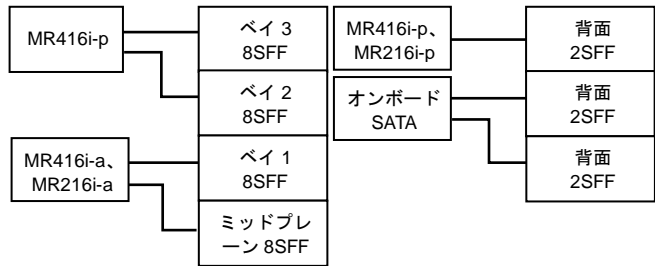 MR416i-p
ベイ 3
8SFF
ベイ 2
8SFF
MR416i-a、
MR216i-a
ベイ 1
8SFF
ミッドプレ
ーン 8SFF
MR416i-p、
MR216i-p
背面
2SFF
オンボード
SATA
背面
2SFF
背面
2SFF